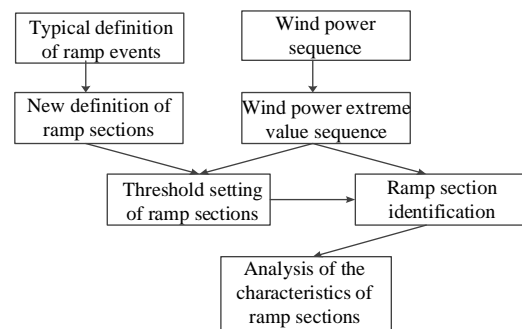 Typical definition
of ramp events
Wind power
sequence
New definition of
ramp sections
Wind power extreme
value sequence
Threshold setting
of ramp sections
Ramp section
identification
Analysis of the
characteristics of
ramp sections